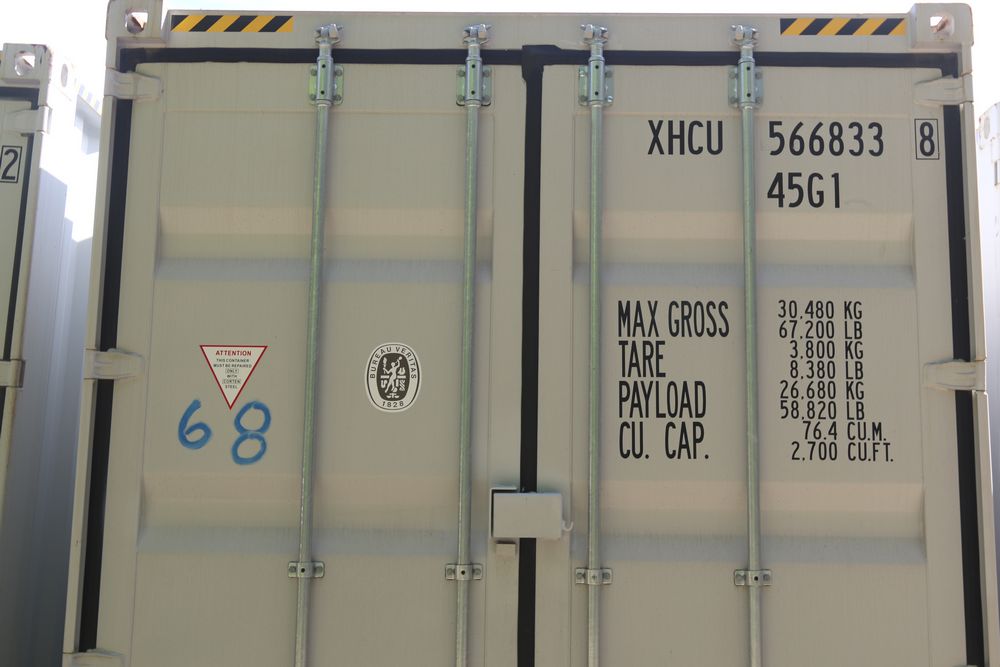 2
XHCU 566833 8
45G1
MAX GROSS 30,480 KG
67,200 LB
TARE 3,800 KG
8,380 LB
PAYLOAD 26,680 KG
58,820 LB
CU. CAP. 76.4 CU.M.
2,700 CU.FT.
ATTENTION
THIS CONTAINER
MUST BE REPAIRED
ONLY
WITH
CORTEN
STEEL
BUREAU VERITAS
1828
68